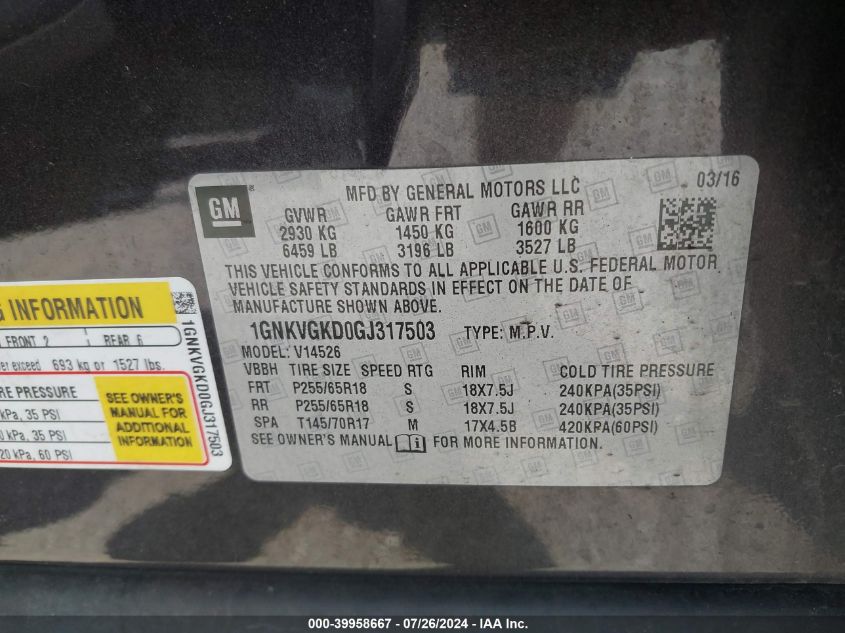 GM
MFD BY GENERAL MOTORS LLC
03/16
GVWR GAWR FRT GAWR RR
2930 KG 1450 KG 1600 KG
6459 LB 3196 LB 3527 LB
THIS VEHICLE CONFORMS TO ALL APPLICABLE U.S. FEDERAL MOTOR
VEHICLE SAFETY STANDARDS IN EFFECT ON THE DATE OF
MANUFACTURE SHOWN ABOVE.
1GNKVGKD0GJ317503 TYPE: M.P.V.
MODEL: V14526
VBBH TIRE SIZE SPEED RTG RIM COLD TIRE PRESSURE
FRT P255/65R18 S 18X7.5J 240KPA(35PSI)
RR P255/65R18 S 18X7.5J 240KPA(35PSI)
SPA T145/70R17 M 17X4.5B 420KPA(60PSI)
SEE OWNER'S MANUAL FOR MORE INFORMATION.
G INFORMATION
FRONT 2 REAR 6
er exceed 693 kg or 1527 lbs.
RE PRESSURE
kPa, 35 PSI
0 kPa, 35 PSI
20 kPa, 60 PSI
SEE OWNER'S
MANUAL FOR
ADDITIONAL
INFORMATION
1GNKVGKD0GJ317503
000-39958667 - 07/26/2024 - IAA Inc.